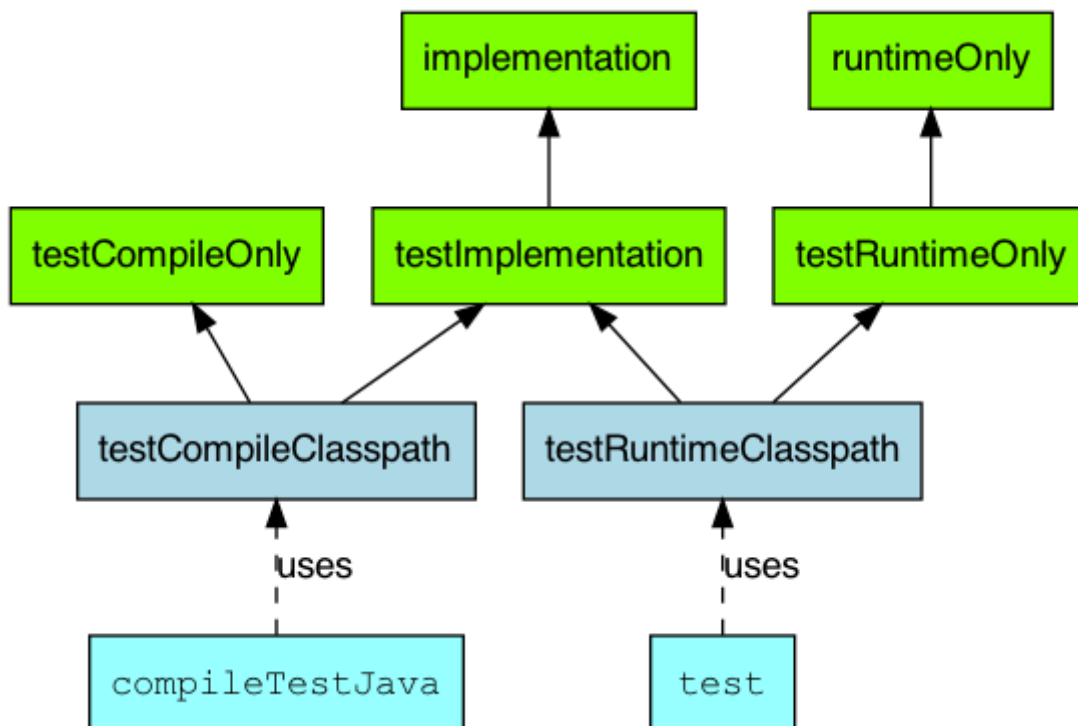 implementation
runtimeOnly
testCompileOnly
testImplementation
testRuntimeOnly
testCompileClasspath
testRuntimeClasspath
uses
uses
compileTestJava
test